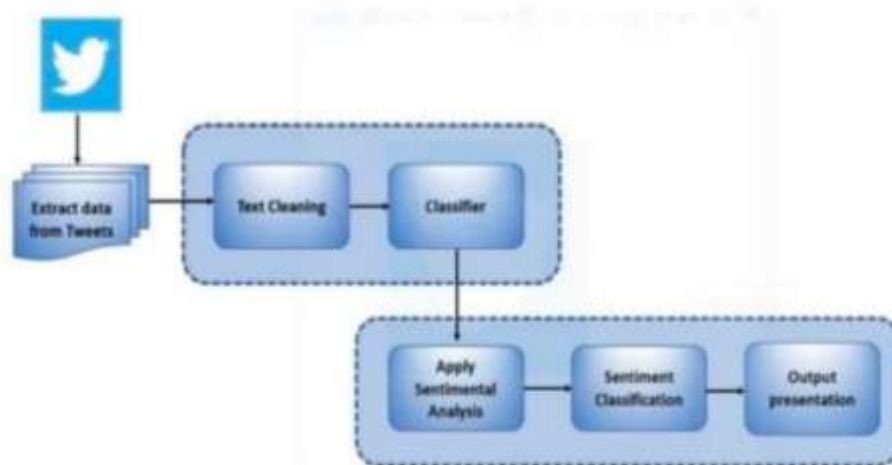 Extract data
from Tweets
Text Cleaning
Classifier
Apply
Sentimental
Analysis
Sentiment
Classification
Output
presentation